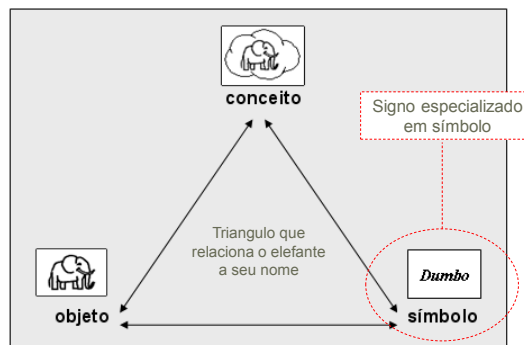 conceito
Signo especializado
em símbolo
Triangulo que
relaciona o elefante
a seu nome
Dumbo
objeto
símbolo